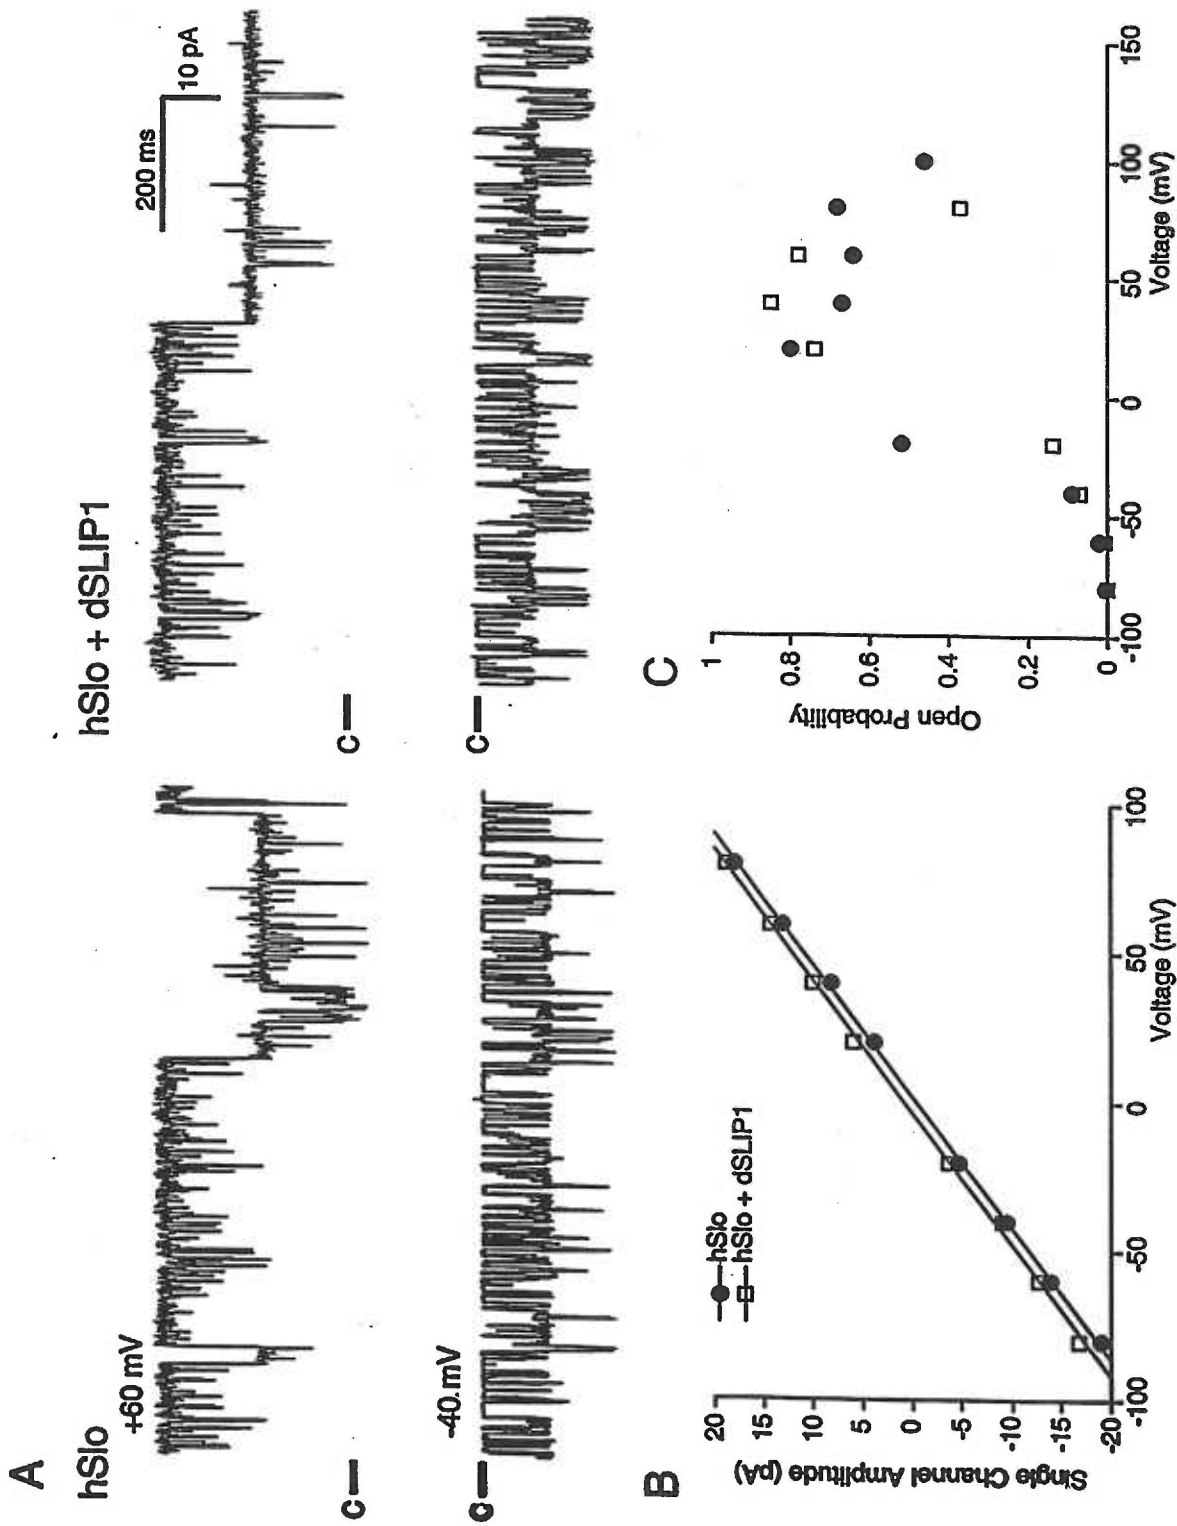 A
hSlo
hSlo + dSLIP1
+60 mV
200 ms
10 pA
C
C
-40 mV
C
C
B
hSlo
hSlo + dSLIP1
Single Channel Amplitude (pA)
20
15
10
5
0
-5
-10
-15
-20
-100
-50
0
50
100
Voltage (mV)
C
Open Probability
1
0.8
0.6
0.4
0.2
0
-100
-50
0
50
100
150
Voltage (mV)